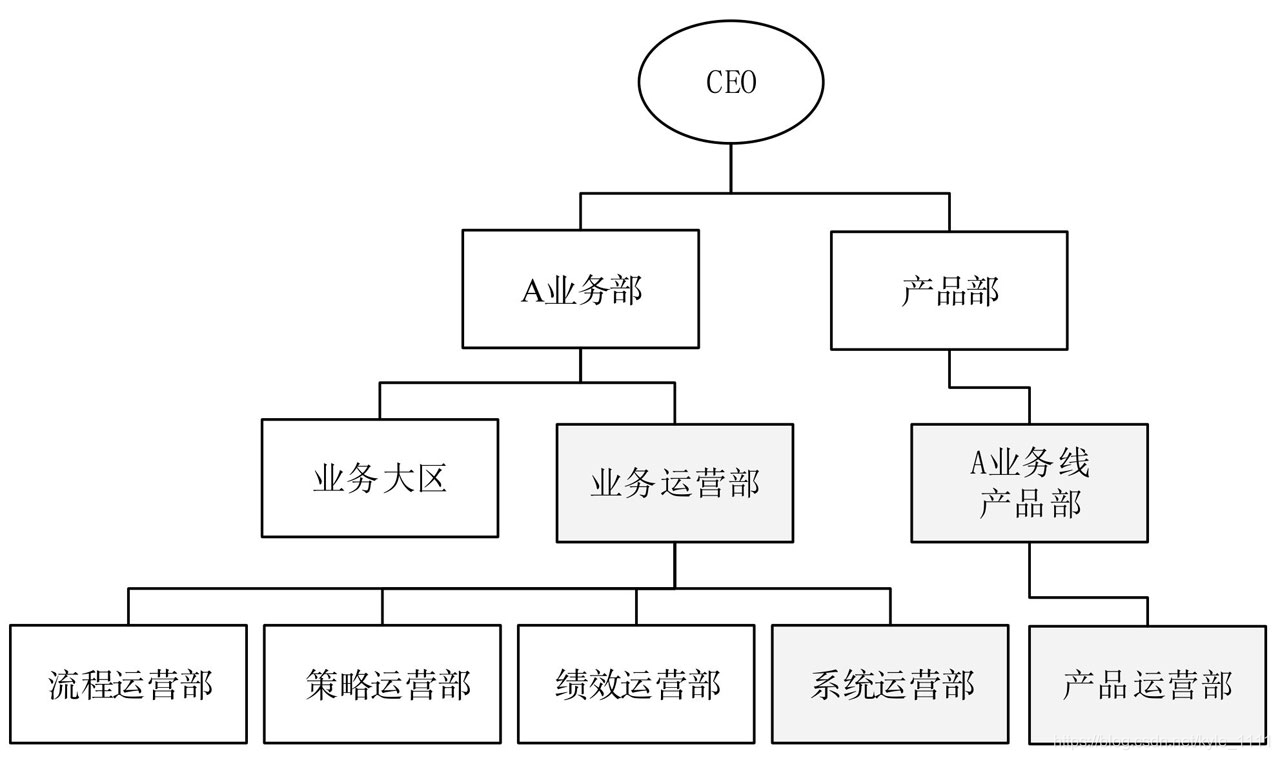 CEO
A业务部
产品部
业务大区
业务运营部
A业务线
产品部
流程运营部
策略运营部
绩效运营部
系统运营部
产品运营部
https://blog.csdn.net/kyle_1111